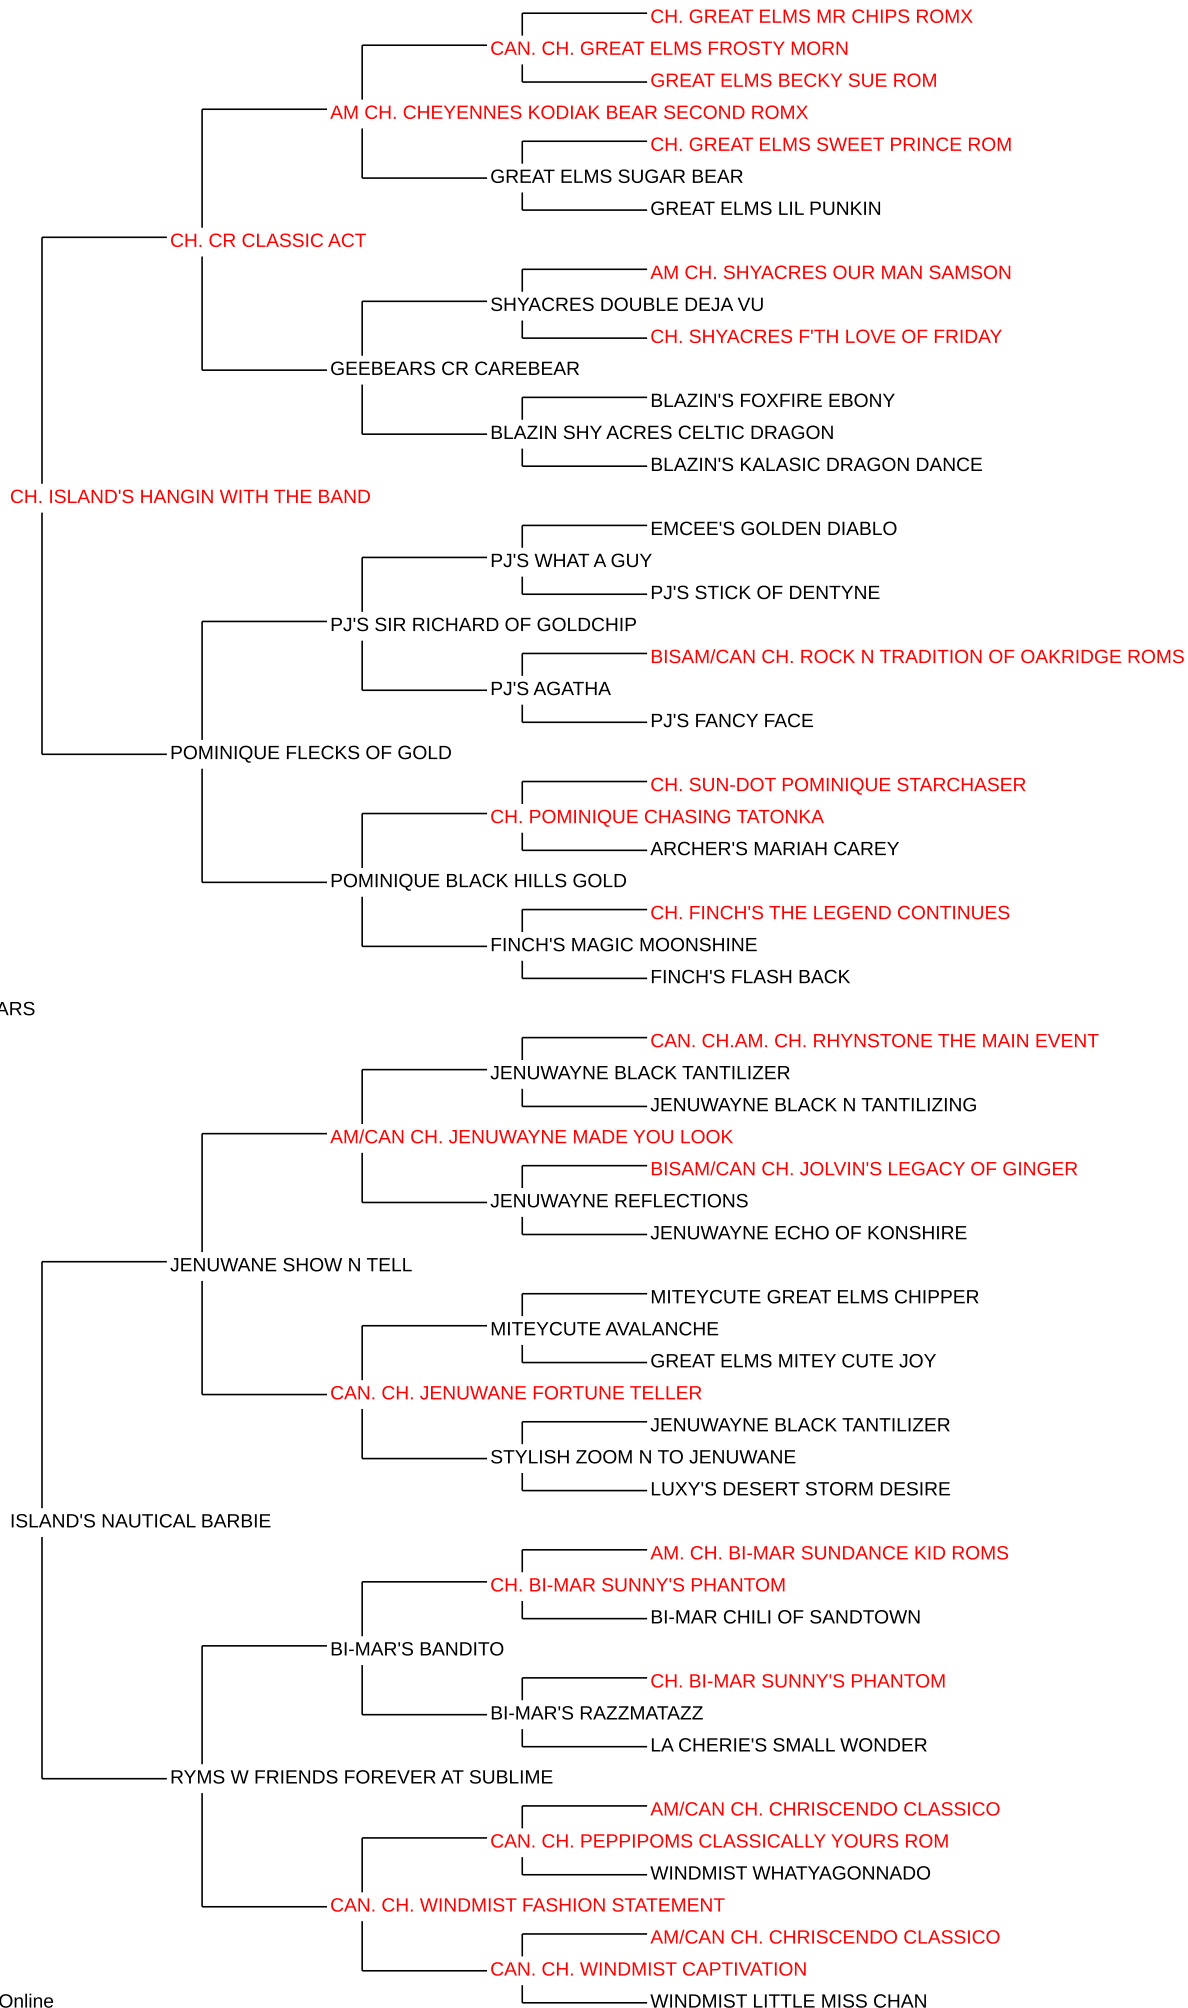 CH. GREAT ELMS MR CHIPS ROMX
CAN. CH. GREAT ELMS FROSTY MORN
GREAT ELMS BECKY SUE ROM
AM CH. CHEYENNES KODIAK BEAR SECOND ROMX
CH. GREAT ELMS SWEET PRINCE ROM
GREAT ELMS SUGAR BEAR
GREAT ELMS LIL PUNKIN
CH. CR CLASSIC ACT
AM CH. SHYACRES OUR MAN SAMSON
SHYACRES DOUBLE DEJA VU
CH. SHYACRES F'TH LOVE OF FRIDAY
GEEBEARS CR CAREBEAR
BLAZIN'S FOXFIRE EBONY
BLAZIN SHY ACRES CELTIC DRAGON
BLAZIN'S KALASIC DRAGON DANCE
CH. ISLAND'S HANGIN WITH THE BAND
EMCEE'S GOLDEN DIABLO
PJ'S WHAT A GUY
PJ'S STICK OF DENTYNE
PJ'S SIR RICHARD OF GOLDCHIP
BISAM/CAN CH. ROCK N TRADITION OF OAKRIDGE ROMS
PJ'S AGATHA
PJ'S FANCY FACE
POMINIQUE FLECKS OF GOLD
CH. SUN-DOT POMINIQUE STARCHASER
CH. POMINIQUE CHASING TATONKA
ARCHER'S MARIAH CAREY
POMINIQUE BLACK HILLS GOLD
CH. FINCH'S THE LEGEND CONTINUES
FINCH'S MAGIC MOONSHINE
FINCH'S FLASH BACK
ARS
CAN. CH.AM. CH. RHYNSTONE THE MAIN EVENT
JENUWAYNE BLACK TANTILIZER
JENUWAYNE BLACK N TANTILIZING
AM/CAN CH. JENUWAYNE MADE YOU LOOK
BISAM/CAN CH. JOLVIN'S LEGACY OF GINGER
JENUWAYNE REFLECTIONS
JENUWAYNE ECHO OF KONSHIRE
JENUWANE SHOW N TELL
MITEYCUTE GREAT ELMS CHIPPER
MITEYCUTE AVALANCHE
GREAT ELMS MITEY CUTE JOY
CAN. CH. JENUWANE FORTUNE TELLER
JENUWAYNE BLACK TANTILIZER
STYLISH ZOOM N TO JENUWANE
LUXY'S DESERT STORM DESIRE
ISLAND'S NAUTICAL BARBIE
AM. CH. BI-MAR SUNDANCE KID ROMS
CH. BI-MAR SUNNY'S PHANTOM
BI-MAR CHILI OF SANDTOWN
BI-MAR'S BANDITO
CH. BI-MAR SUNNY'S PHANTOM
BI-MAR'S RAZZMATAZZ
LA CHERIE'S SMALL WONDER
RYMS W FRIENDS FOREVER AT SUBLIME
AM/CAN CH. CHRISCENDO CLASSICO
CAN. CH. PEPPIPOMS CLASSICALLY YOURS ROM
WINDMIST WHATYAGONNADO
CAN. CH. WINDMIST FASHION STATEMENT
AM/CAN CH. CHRISCENDO CLASSICO
CAN. CH. WINDMIST CAPTIVATION
WINDMIST LITTLE MISS CHAN
Online